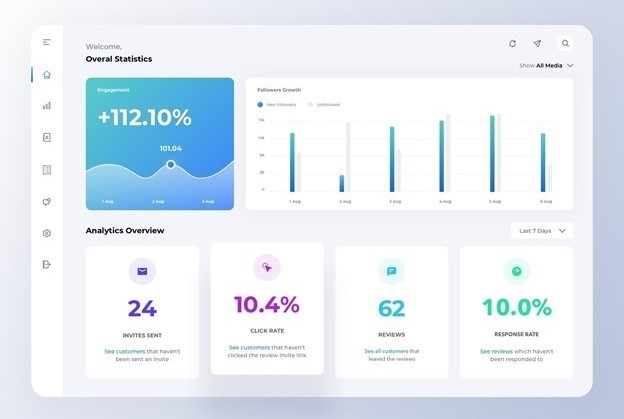 Welcome,
Overal Statistics
Show All Media
Engagement
+112.10%
101.04
1 Aug 2 Aug 3 Aug
Followers Growth
New Followers Unfollowed
15k
10k
5k
2k
0
1 Aug 2 Aug 3 Aug 4 Aug 5 Aug 6 Aug
Analytics Overview
Last 7 Days
24
INVITES SENT
See customers that haven't
been sent an invite
10.4%
CLICK RATE
See customers that haven't
clicked the review invite link
62
REVIEWS
See all customers that
leaved the reviews
10.0%
RESPONSE RATE
See reviews which haven't
been responded to